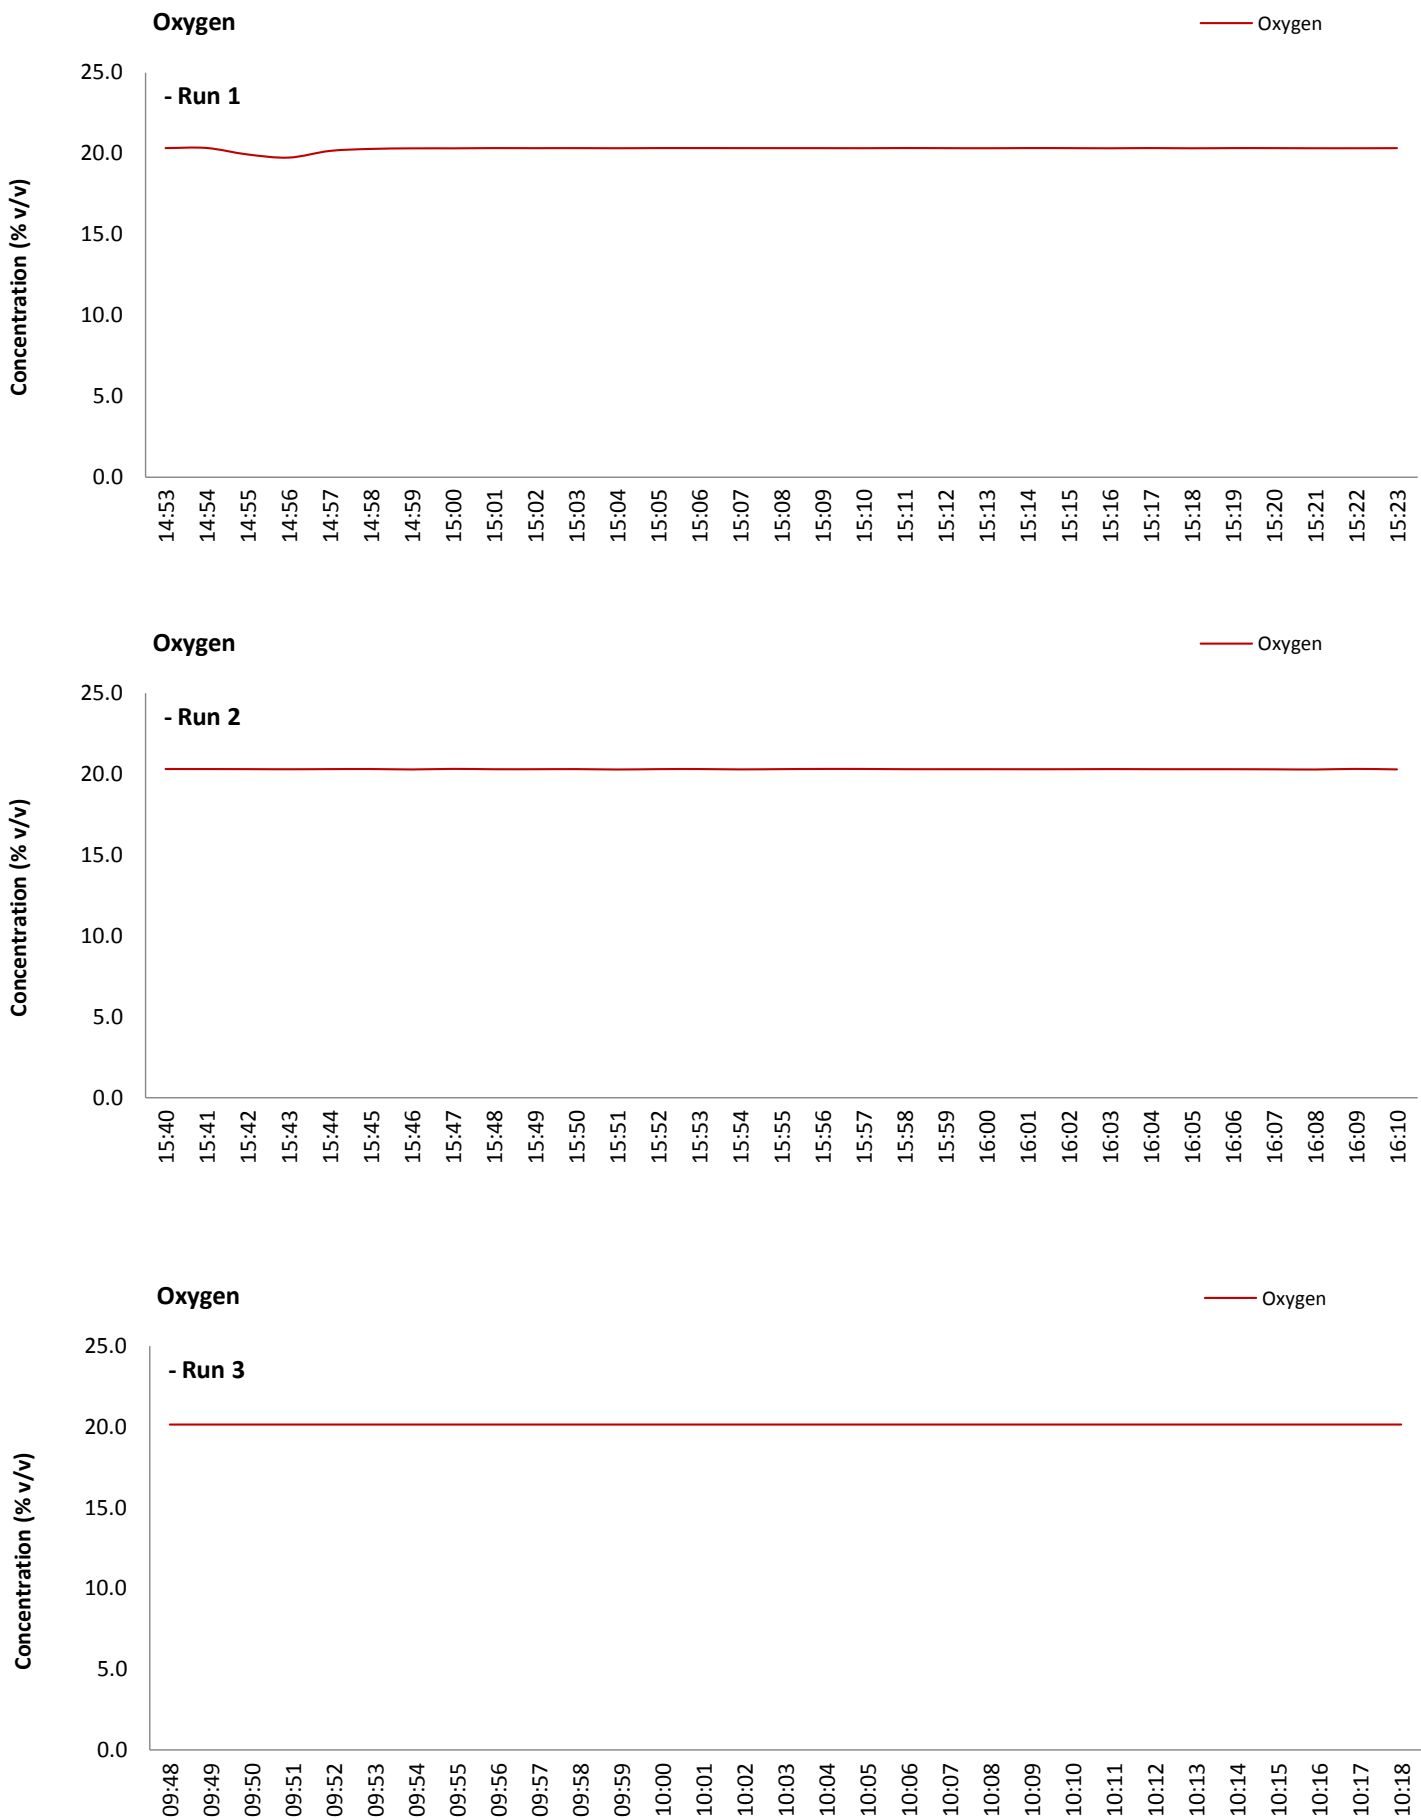 Oxygen
Oxygen
- Run 1
Concentration (% v/v)
25.0
20.0
15.0
10.0
5.0
0.0
14:53 14:54 14:55 14:56 14:57 14:58 14:59 15:00 15:01 15:02 15:03 15:04 15:05 15:06 15:07 15:08 15:09 15:10 15:11 15:12 15:13 15:14 15:15 15:16 15:17 15:18 15:19 15:20 15:21 15:22 15:23
Oxygen
Oxygen
- Run 2
Concentration (% v/v)
25.0
20.0
15.0
10.0
5.0
0.0
15:40 15:41 15:42 15:43 15:44 15:45 15:46 15:47 15:48 15:49 15:50 15:51 15:52 15:53 15:54 15:55 15:56 15:57 15:58 15:59 16:00 16:01 16:02 16:03 16:04 16:05 16:06 16:07 16:08 16:09 16:10
Oxygen
Oxygen
- Run 3
Concentration (% v/v)
25.0
20.0
15.0
10.0
5.0
0.0
09:48 09:49 09:50 09:51 09:52 09:53 09:54 09:55 09:56 09:57 09:58 09:59 10:00 10:01 10:02 10:03 10:04 10:05 10:06 10:07 10:08 10:09 10:10 10:11 10:12 10:13 10:14 10:15 10:16 10:17 10:18